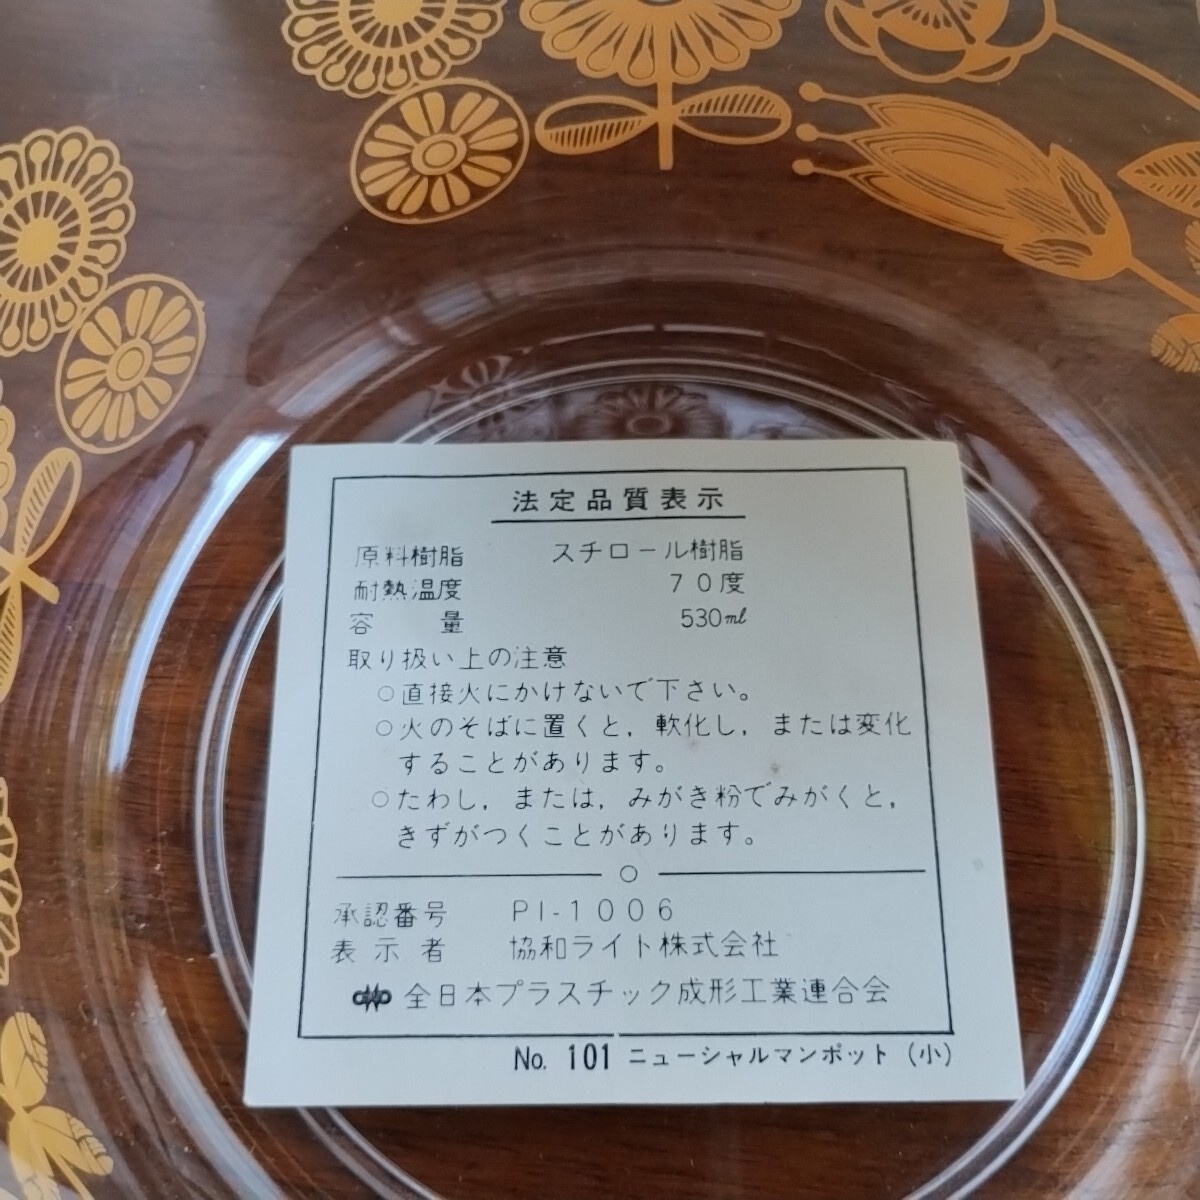 法定品質表示
原料樹脂 スチロール樹脂
耐熱温度 70度
容量 530ml
取り扱い上の注意
○直接火にかけないで下さい。
○火のそばに置くと，軟化し，または変化
することがあります。
○たわし，または，みがき粉でみがくと，
きずがつくことがあります。
承認番号 PI-1006
表示者 協和ライト株式会社
全日本プラスチック成形工業連合会
No. 101 ニューシャルマンポット（小）